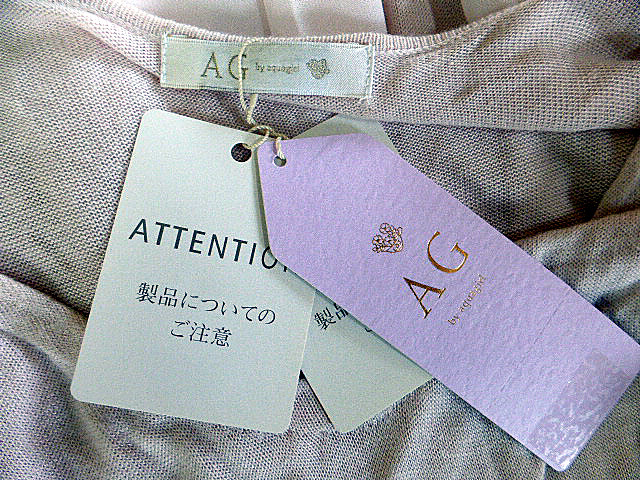 AG by aquagirl
ATTENTIO
製品についての
ご注意
製品
AG
by aquagirl